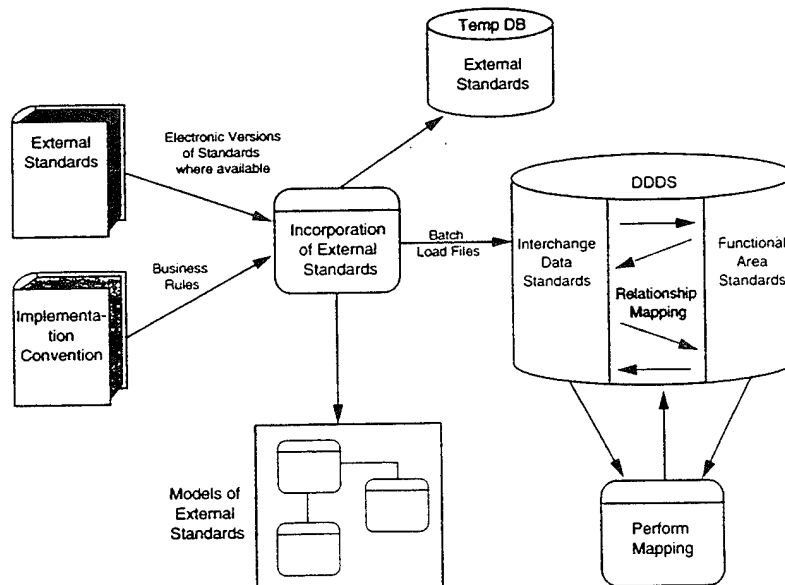 Temp DB
External
Standards
External
Standards
Electronic Versions
of Standards
where available
DDDS
Incorporation
of External
Standards
Batch
Load Files
Interchange
Data
Standards
Relationship
Mapping
Functional
Area
Standards
Business
Rules
Implementa-
tion
Convention
Models of
External
Standards
Perform
Mapping